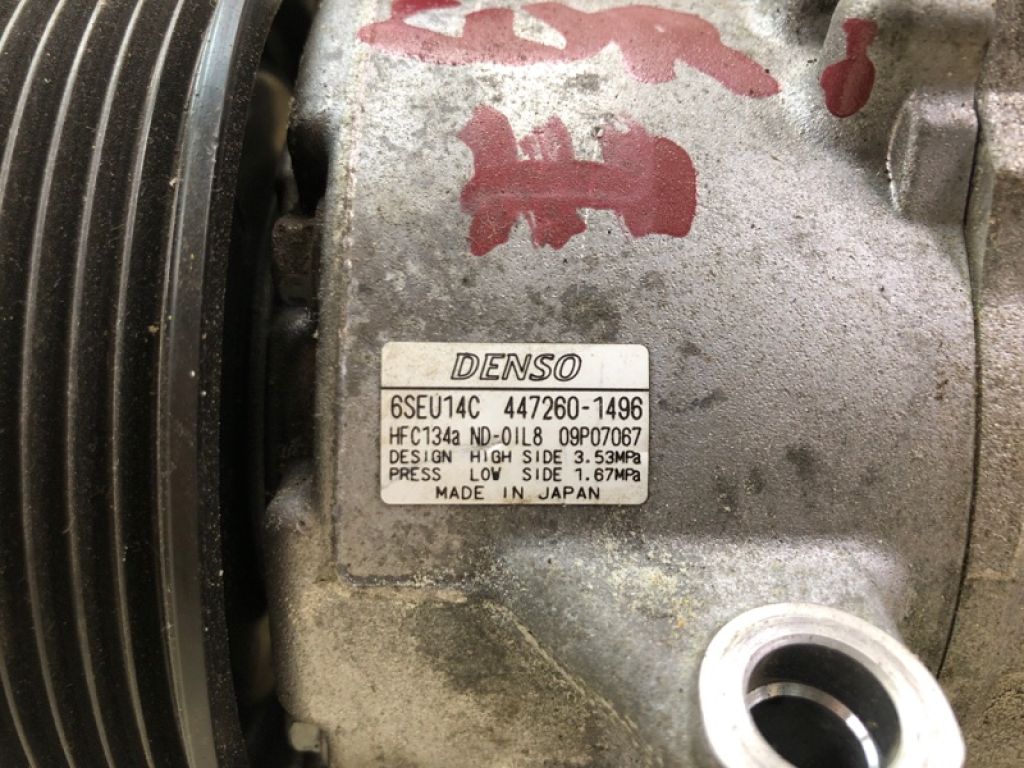 DENSO
6SEU14C 447260-1496
HFC134a ND-OIL8 09P07067
DESIGN HIGH SIDE 3.53MPa
PRESS LOW SIDE 1.67MPa
MADE IN JAPAN